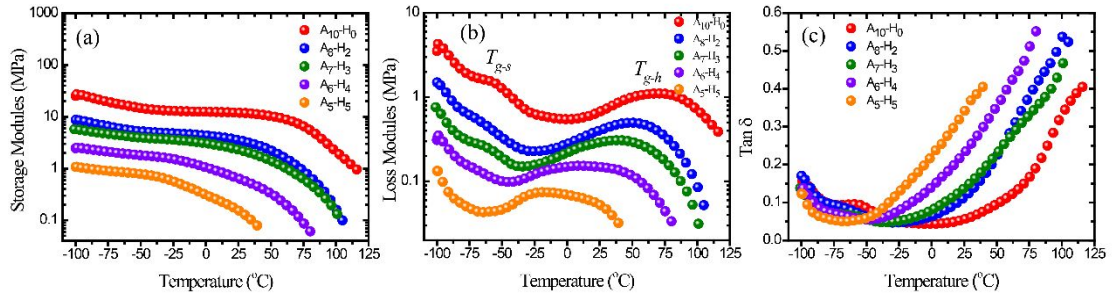 (a)
A10-H0
A8-H2
A7-H3
A6-H4
A5-H5
Storage Modules (MPa)
1000
100
10
1
0.1
-100 -75 -50 -25 0 25 50 75 100 125
Temperature (°C)
(b)
A10-H0
A8-H2
A7-H3
A6-H4
A5-H5
Tg-s
Tg-h
Loss Modules (MPa)
10
1
0.1
-100 -75 -50 -25 0 25 50 75 100 125
Temperature (°C)
(c)
A10-H0
A8-H2
A7-H3
A6-H4
A5-H5
Tan δ
0.6
0.5
0.4
0.3
0.2
0.1
0.0
-100 -75 -50 -25 0 25 50 75 100 125
Temperature (°C)